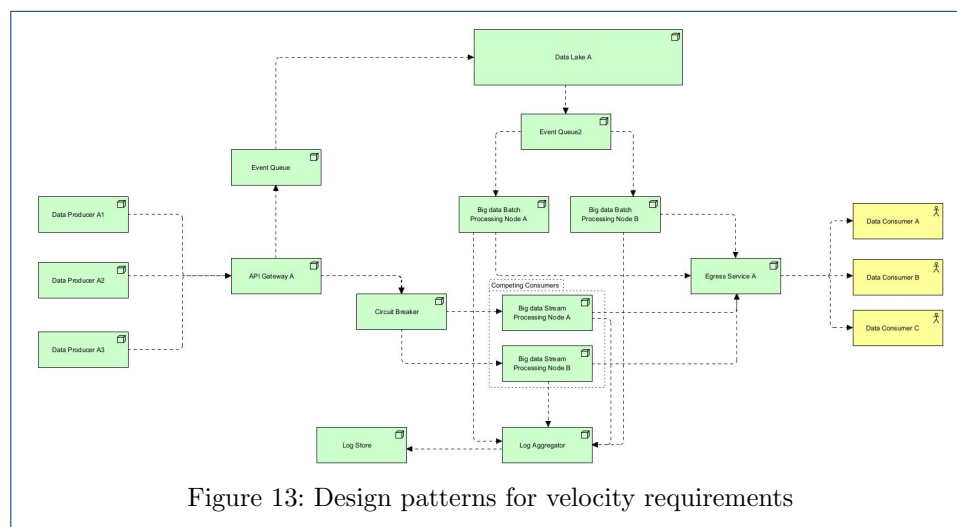 Data Lake A
Event Queue2
Event Queue
Big data Batch
Processing Node A
Big data Batch
Processing Node B
Data Producer A1
Data Producer A2
Data Producer A3
API Gateway A
Circuit Breaker
Competing Consumers
Big data Stream
Processing Node A
Big data Stream
Processing Node B
Egress Service A
Data Consumer A
Data Consumer B
Data Consumer C
Log Store
Log Aggregator
Figure 13: Design patterns for velocity requirements